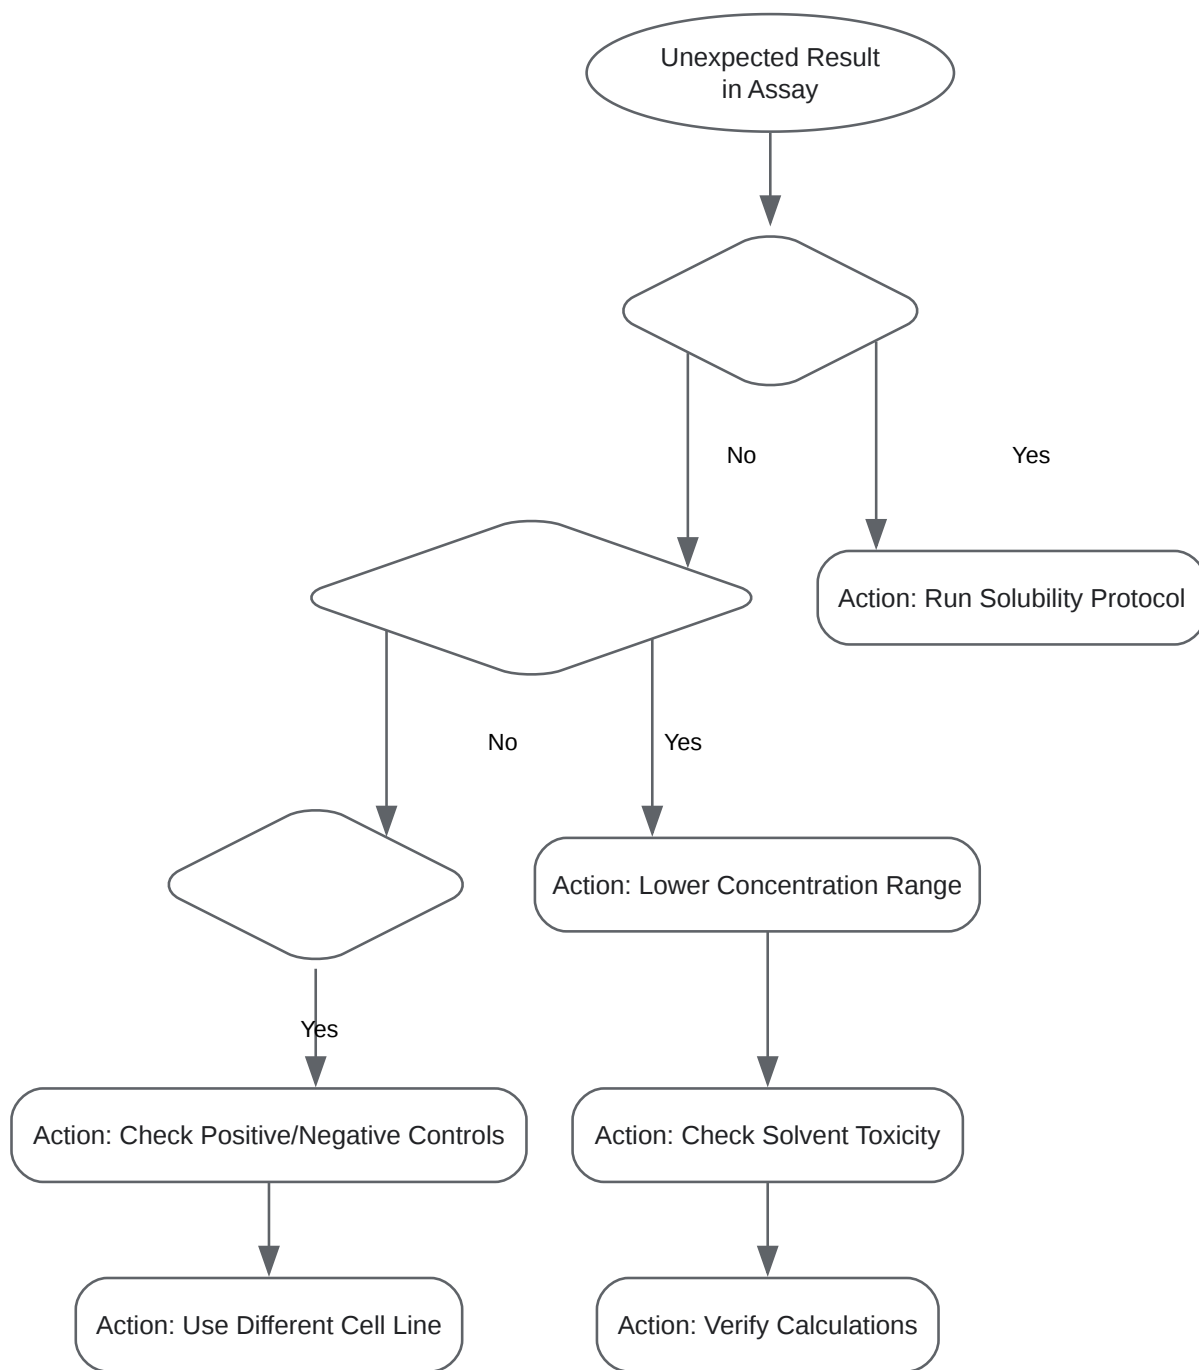 Unexpected Result
in Assay
No
Yes
Action: Run Solubility Protocol
No
Yes
Action: Lower Concentration Range
Yes
Action: Check Positive/Negative Controls
Action: Check Solvent Toxicity
Action: Use Different Cell Line
Action: Verify Calculations